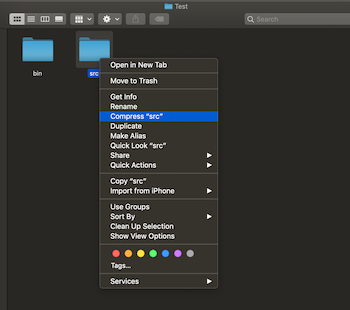 Test
Search
bin
src
Open in New Tab
Move to Trash
Get Info
Rename
Compress “src”
Duplicate
Make Alias
Quick Look “src”
Share
Quick Actions
Copy “src”
Import from iPhone
Use Groups
Sort By
Clean Up Selection
Show View Options
Tags...
Services